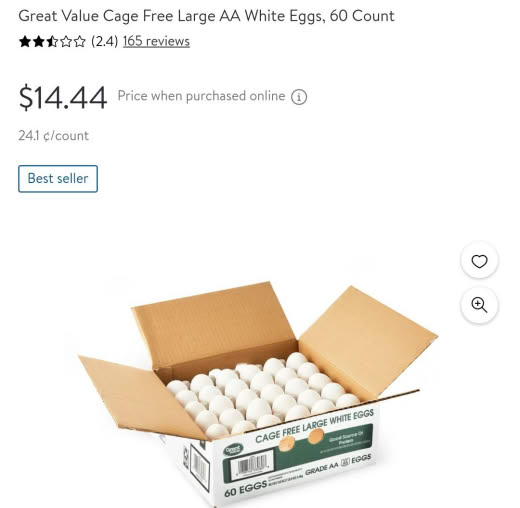 Great Value Cage Free Large AA White Eggs, 60 Count
(2.4) 165 reviews
$14.44 Price when purchased online
24.1 ¢/count
Best seller
CAGE FREE LARGE WHITE EGGS
Great Value
Good Source Of
Protein
60 EGGS
GRADE AA
EGGS